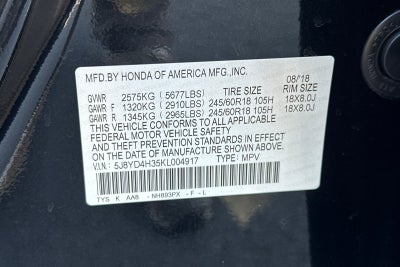 MFD.BY HONDA OF AMERICA MFG.,INC. 08/18
GVWR 2575KG (5677LBS) TIRE SIZE RIM SIZE
GAWR F 1320KG (2910LBS) 245/60R18 105H 18X8.0J
GAWR R 1345KG (2965LBS) 245/60R18 105H 18X8.0J
THIS VEHICLE CONFORMS TO ALL APPLICABLE
FEDERAL MOTOR VEHICLE SAFETY, BUMPER,
AND THEFT PREVENTION STANDARDS IN EFFECT ON
THE DATE OF MANUFACTURE SHOWN ABOVE.
V.I.N.: 5J8YD4H35KL004917 TYPE: MPV
TYS K AA8 - NH893PX - F - L